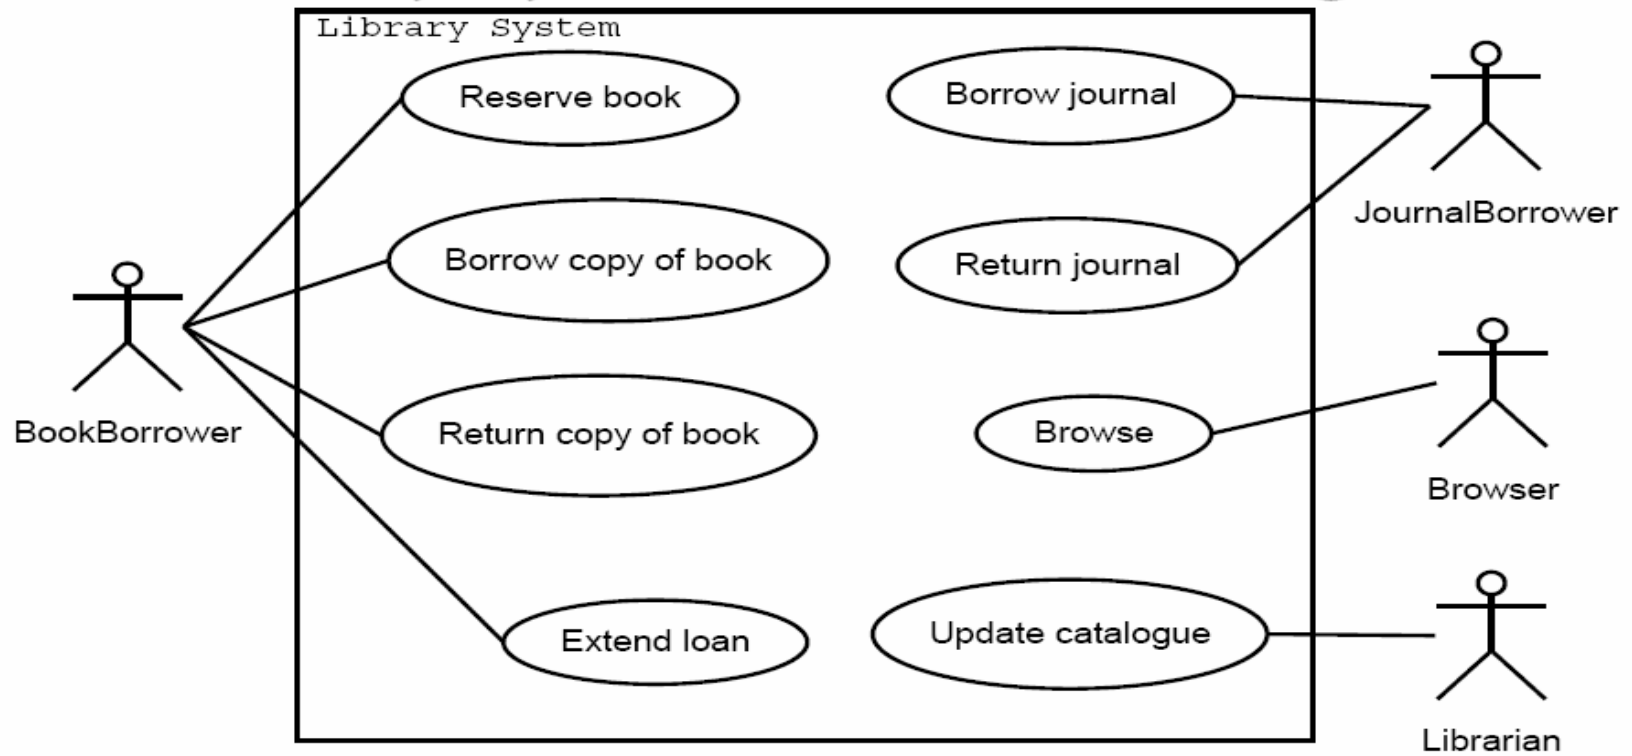 Library System
Reserve book
Borrow journal
JournalBorrower
Borrow copy of book
Return journal
BookBorrower
Return copy of book
Browse
Browser
Extend loan
Update catalogue
Librarian